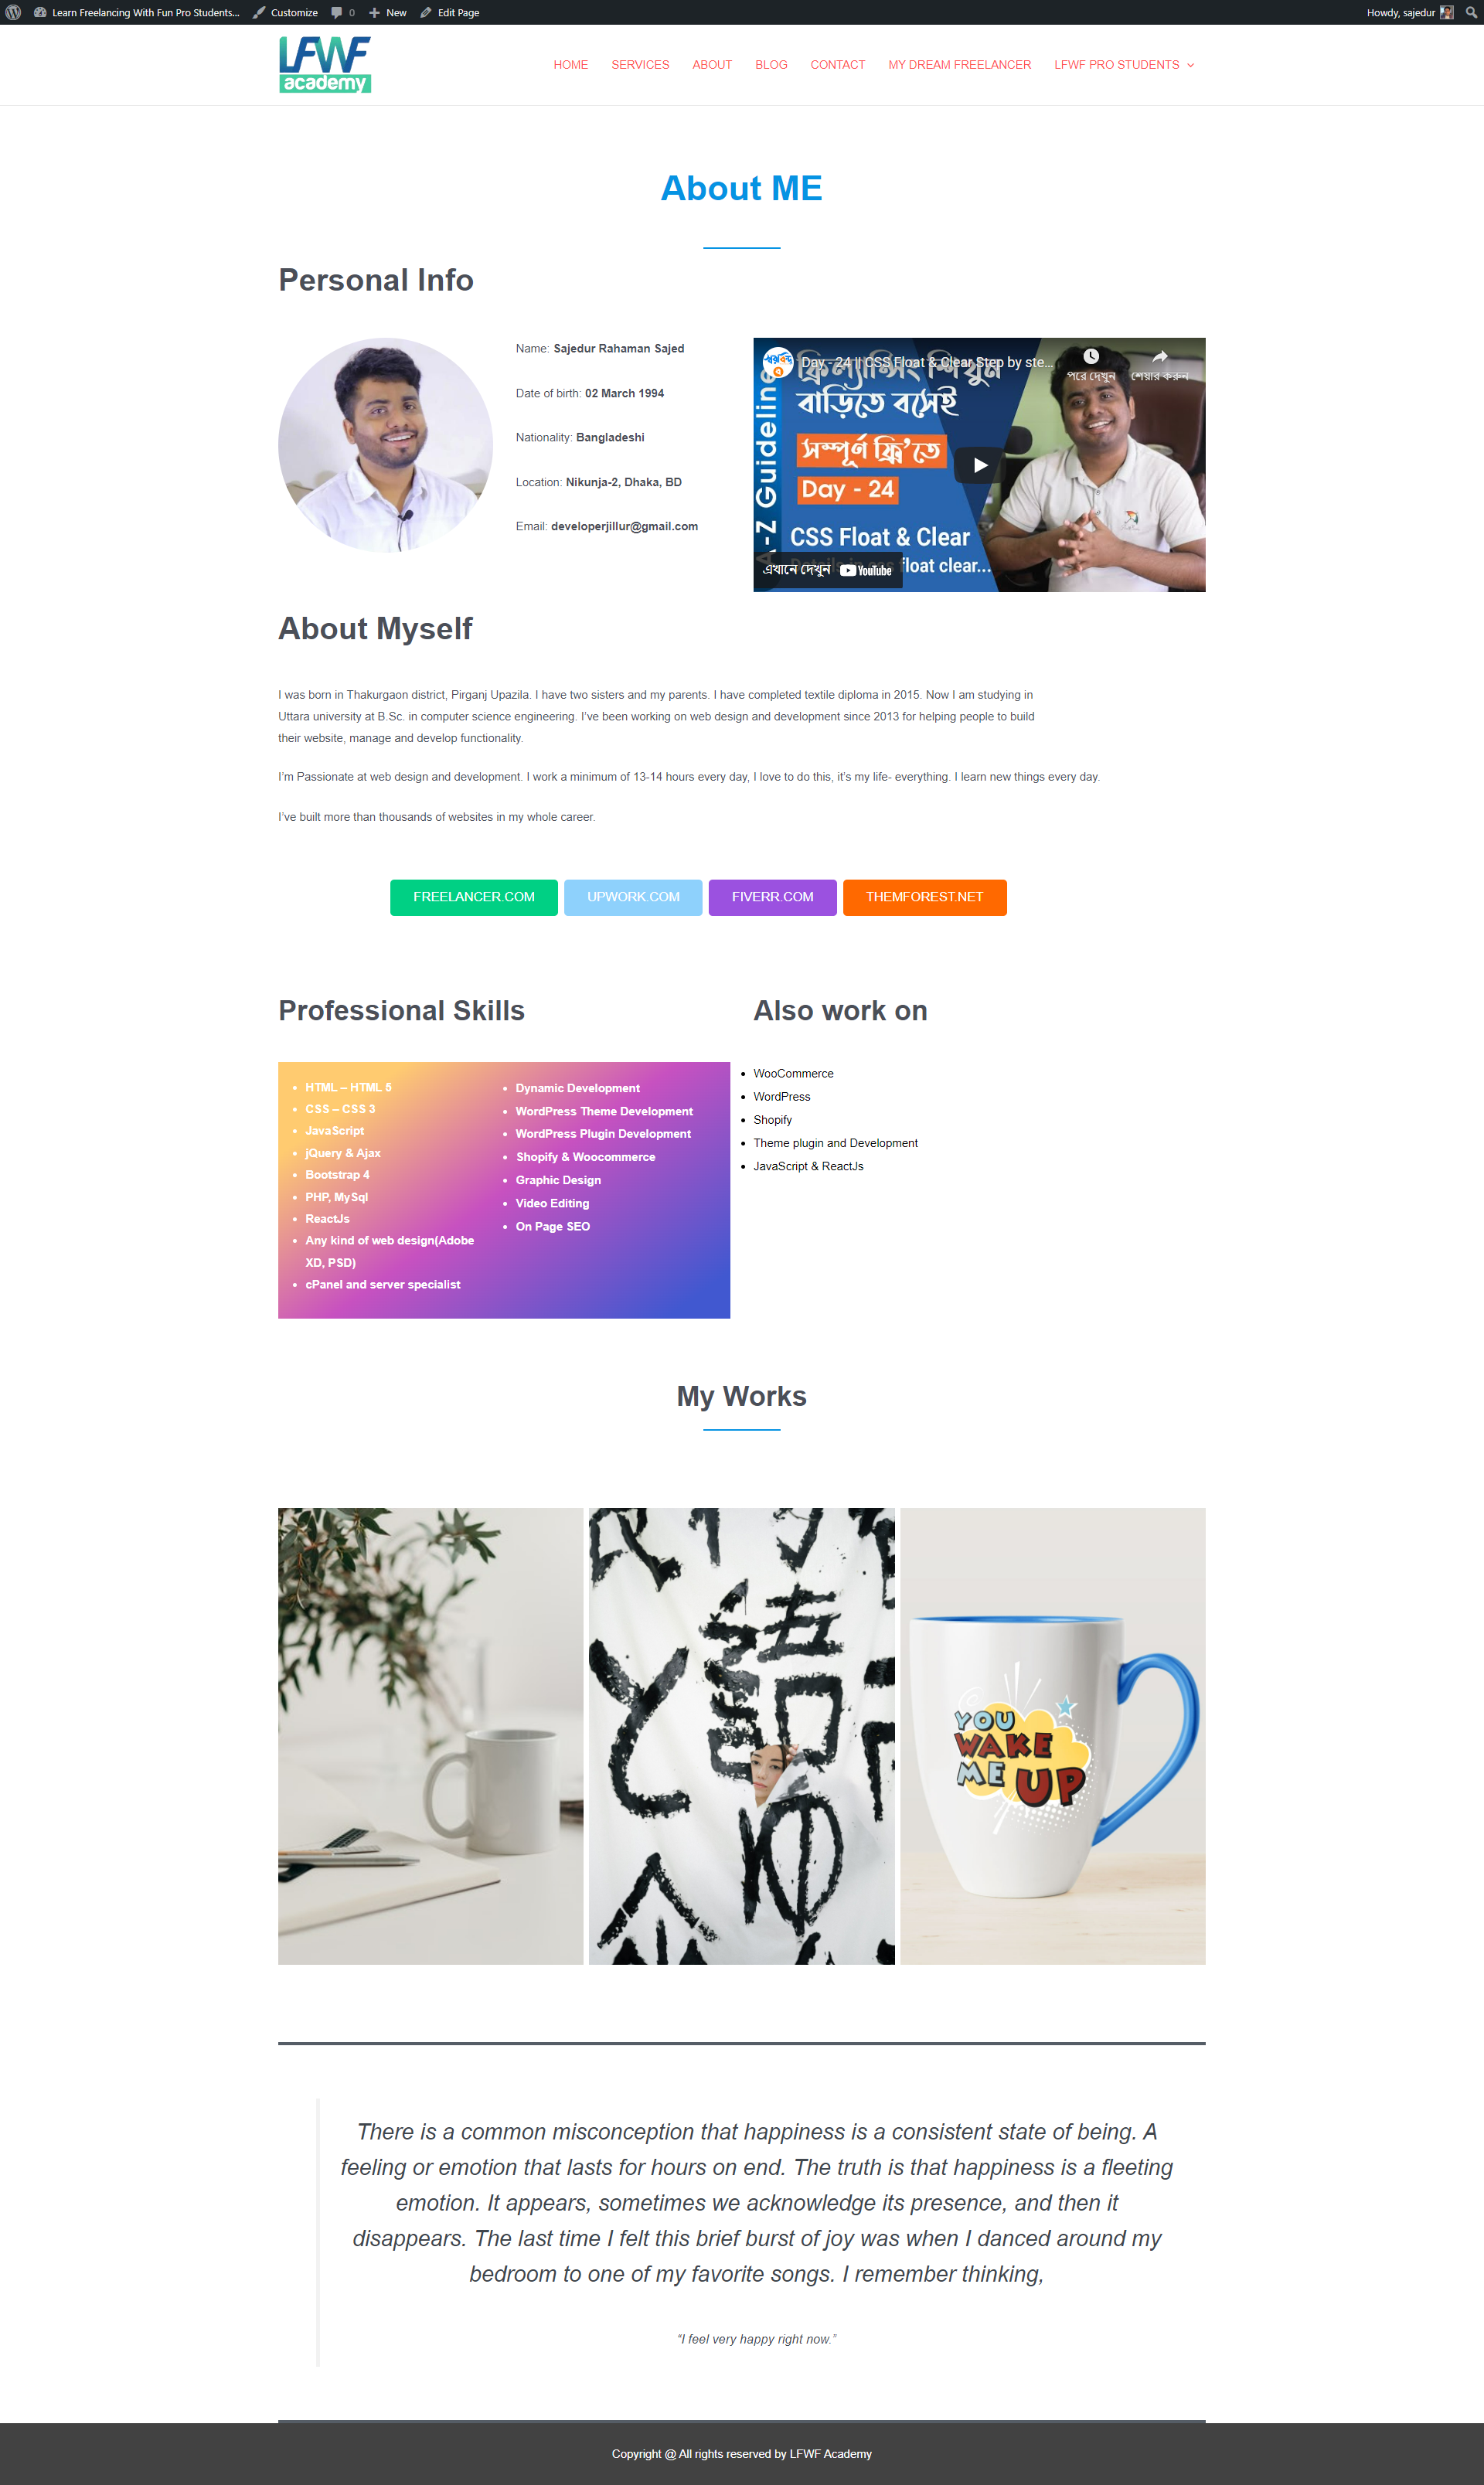 Learn Freelancing With Fun Pro Students... Customize 0 New Edit Page Howdy, sajedur
LFWF
academy
HOME SERVICES ABOUT BLOG CONTACT MY DREAM FREELANCER LFWF PRO STUDENTS
About ME
Personal Info
Name: Sajedur Rahaman Sajed
Date of birth: 02 March 1994
Nationality: Bangladeshi
Location: Nikunja-2, Dhaka, BD
Email: developerjillur@gmail.com
Day - 24 || CSS Float & Clear Step by ste...
পরে দেখুন শেয়ার করুন
ফ্রিল্যান্সিং শিখুন
বাড়িতে বসেই
সম্পূর্ণ ফ্রি'তে
Day - 24
CSS Float & Clear
float clear...
A - Z Guideline
এখানে দেখুন YouTube
About Myself
I was born in Thakurgaon district, Pirganj Upazila. I have two sisters and my parents. I have completed textile diploma in 2015. Now I am studying in
Uttara university at B.Sc. in computer science engineering. I've been working on web design and development since 2013 for helping people to build
their website, manage and develop functionality.
I'm Passionate at web design and development. I work a minimum of 13-14 hours every day, I love to do this, it's my life- everything. I learn new things every day.
I've built more than thousands of websites in my whole career.
FREELANCER.COM UPWORK.COM FIVERR.COM THEMFOREST.NET
Professional Skills
HTML – HTML 5
CSS – CSS 3
JavaScript
jQuery & Ajax
Bootstrap 4
PHP, MySql
ReactJs
Any kind of web design(Adobe
XD, PSD)
cPanel and server specialist
Dynamic Development
WordPress Theme Development
WordPress Plugin Development
Shopify & Woocommerce
Graphic Design
Video Editing
On Page SEO
Also work on
WooCommerce
WordPress
Shopify
Theme plugin and Development
JavaScript & ReactJs
My Works
語
YOU
WAKE
ME UP
There is a common misconception that happiness is a consistent state of being. A
feeling or emotion that lasts for hours on end. The truth is that happiness is a fleeting
emotion. It appears, sometimes we acknowledge its presence, and then it
disappears. The last time I felt this brief burst of joy was when I danced around my
bedroom to one of my favorite songs. I remember thinking,
“I feel very happy right now.”
Copyright @ All rights reserved by LFWF Academy